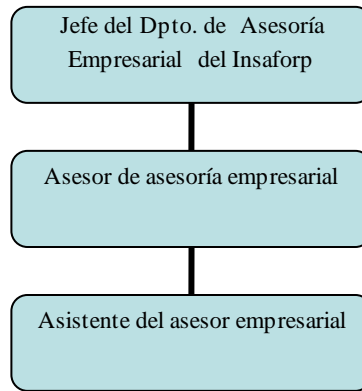 Jefe del Dpto. de Asesoría
Empresarial del Insaforp
Asesor de asesoría empresarial
Asistente del asesor empresarial